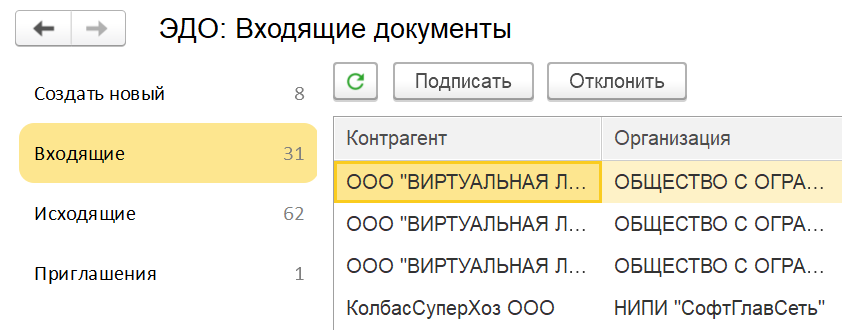 ЭДО: Входящие документы
Создать новый 8
Входящие 31
Исходящие 62
Приглашения 1
Подписать Отклонить
Контрагент Организация
ООО "ВИРТУАЛЬНАЯ Л... ОБЩЕСТВО С ОГРА...
ООО "ВИРТУАЛЬНАЯ Л... ОБЩЕСТВО С ОГРА...
ООО "ВИРТУАЛЬНАЯ Л... ОБЩЕСТВО С ОГРА...
КолбасСуперХоз ООО НИПИ "СофтГлавСеть"